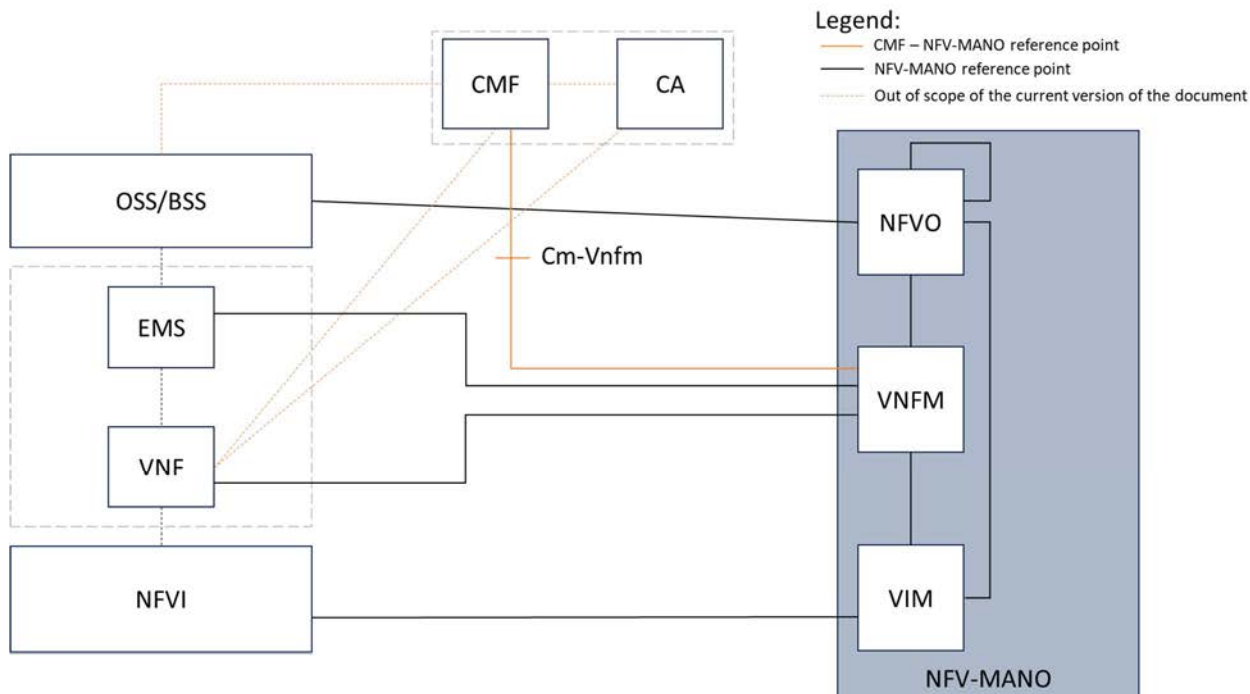 Legend:
CMF – NFV-MANO reference point
NFV-MANO reference point
Out of scope of the current version of the document
CMF
CA
OSS/BSS
NFVO
Cm-Vnfm
EMS
VNFM
VNF
NFVI
VIM
NFV-MANO